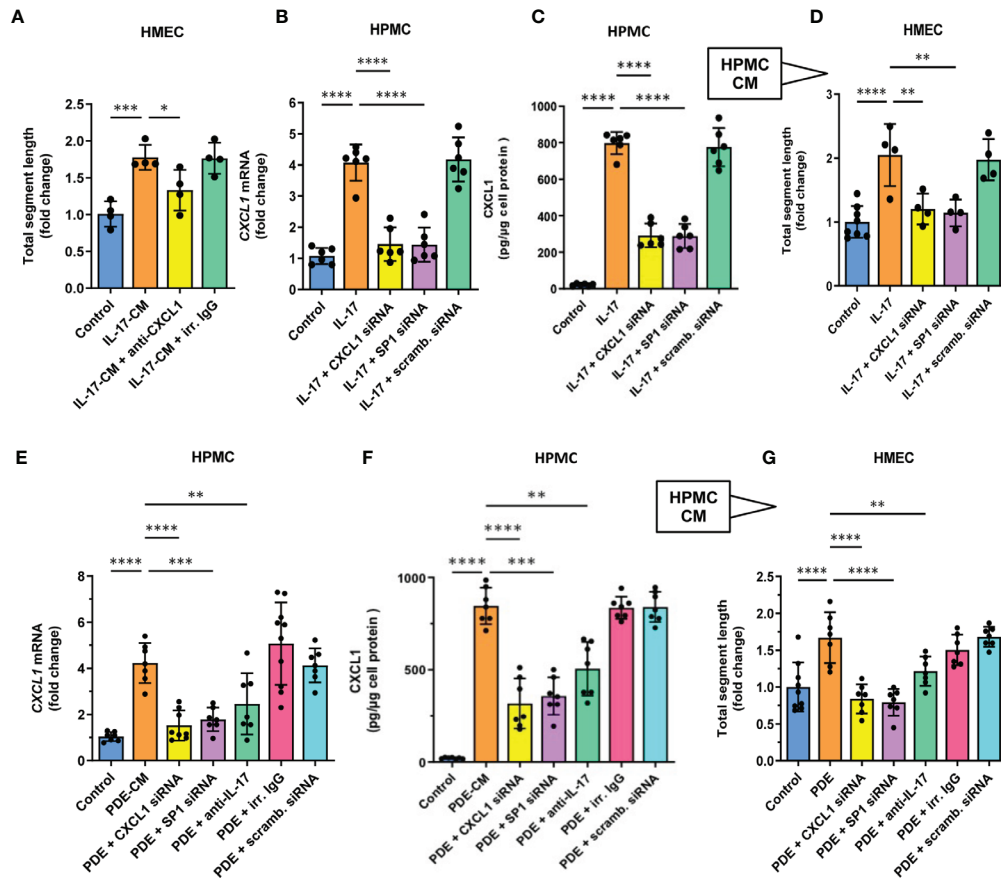 A
HMEC
Total segment length
(fold change)
2.5
2.0
1.5
1.0
0.5
0.0
***
*
Control
IL-17-CM
IL-17-CM + anti-CXCL1
IL-17-CM + irr. IgG
B
HPMC
CXCL1 mRNA
(fold change)
6
5
4
3
2
1
0
****
****
****
Control
IL-17
IL-17 + CXCL1 siRNA
IL-17 + SP1 siRNA
IL-17 + scramb. siRNA
C
HPMC
CXCL1
(pg/µg cell protein)
1000
800
600
400
200
0
****
****
****
Control
IL-17
IL-17 + CXCL1 siRNA
IL-17 + SP1 siRNA
IL-17 + scramb. siRNA
HPMC
CM
D
HMEC
Total segment length
(fold change)
3
2
1
0
**
****
**
Control
IL-17
IL-17 + CXCL1 siRNA
IL-17 + SP1 siRNA
IL-17 + scramb. siRNA
E
HPMC
CXCL1 mRNA
(fold change)
8
6
4
2
0
**
****
****
***
Control
PDE-CM
PDE + CXCL1 siRNA
PDE + SP1 siRNA
PDE + anti-IL-17
PDE + irr. IgG
PDE + scramb. siRNA
F
HPMC
CXCL1
(pg/µg cell protein )
1000
500
0
**
****
****
***
Control
PDE-CM
PDE + CXCL1 siRNA
PDE + SP1 siRNA
PDE + anti-IL-17
PDE + irr. IgG
PDE + scramb. siRNA
HPMC
CM
G
HMEC
Total segment length
(fold change)
2.5
2.0
1.5
1.0
0.5
0.0
**
****
****
****
Control
PDE
PDE + CXCL1 siRNA
PDE + SP1 siRNA
PDE + anti-IL-17
PDE + irr. IgG
PDE + scramb. siRNA